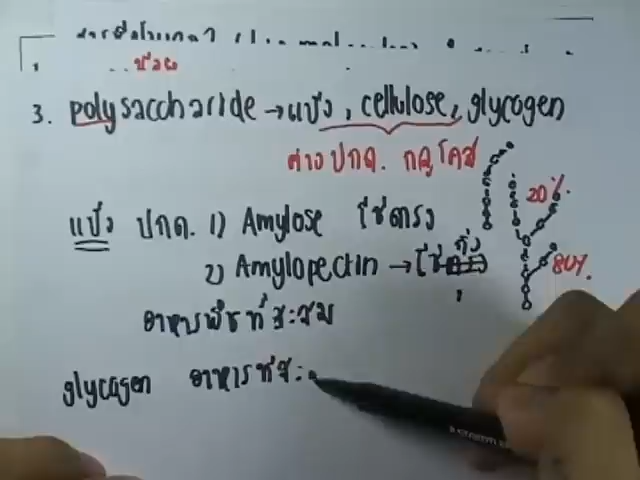 3. polysaccharide → แป้ง, cellulose, glycogen
ต่าง ปกด. กลูโคส
แป้ง ปกด. 1) Amylose โซ่ตรง
20%
2) Amylopectin → โซ่กิ่ง
80%
อาหารพืชที่สะสม
glycogen อาหารที่สะ